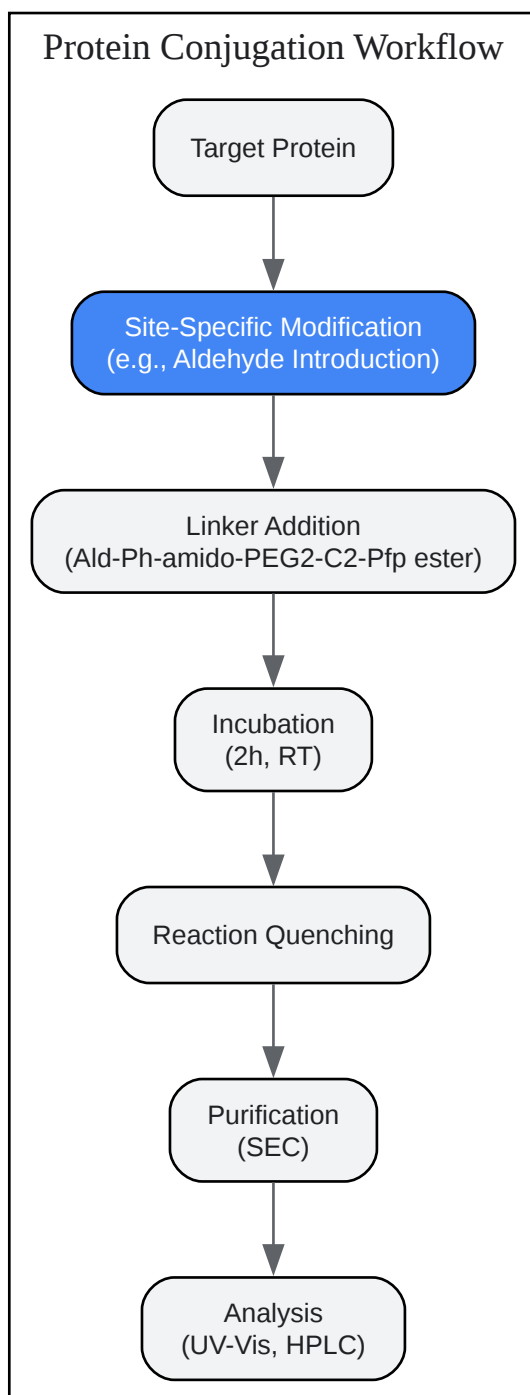 Protein Conjugation Workflow
Target Protein
Site-Specific Modification
(e.g., Aldehyde Introduction)
Linker Addition
(Ald-Ph-amido-PEG2-C2-Pfp ester)
Incubation
(2h, RT)
Reaction Quenching
Purification
(SEC)
Analysis
(UV-Vis, HPLC)